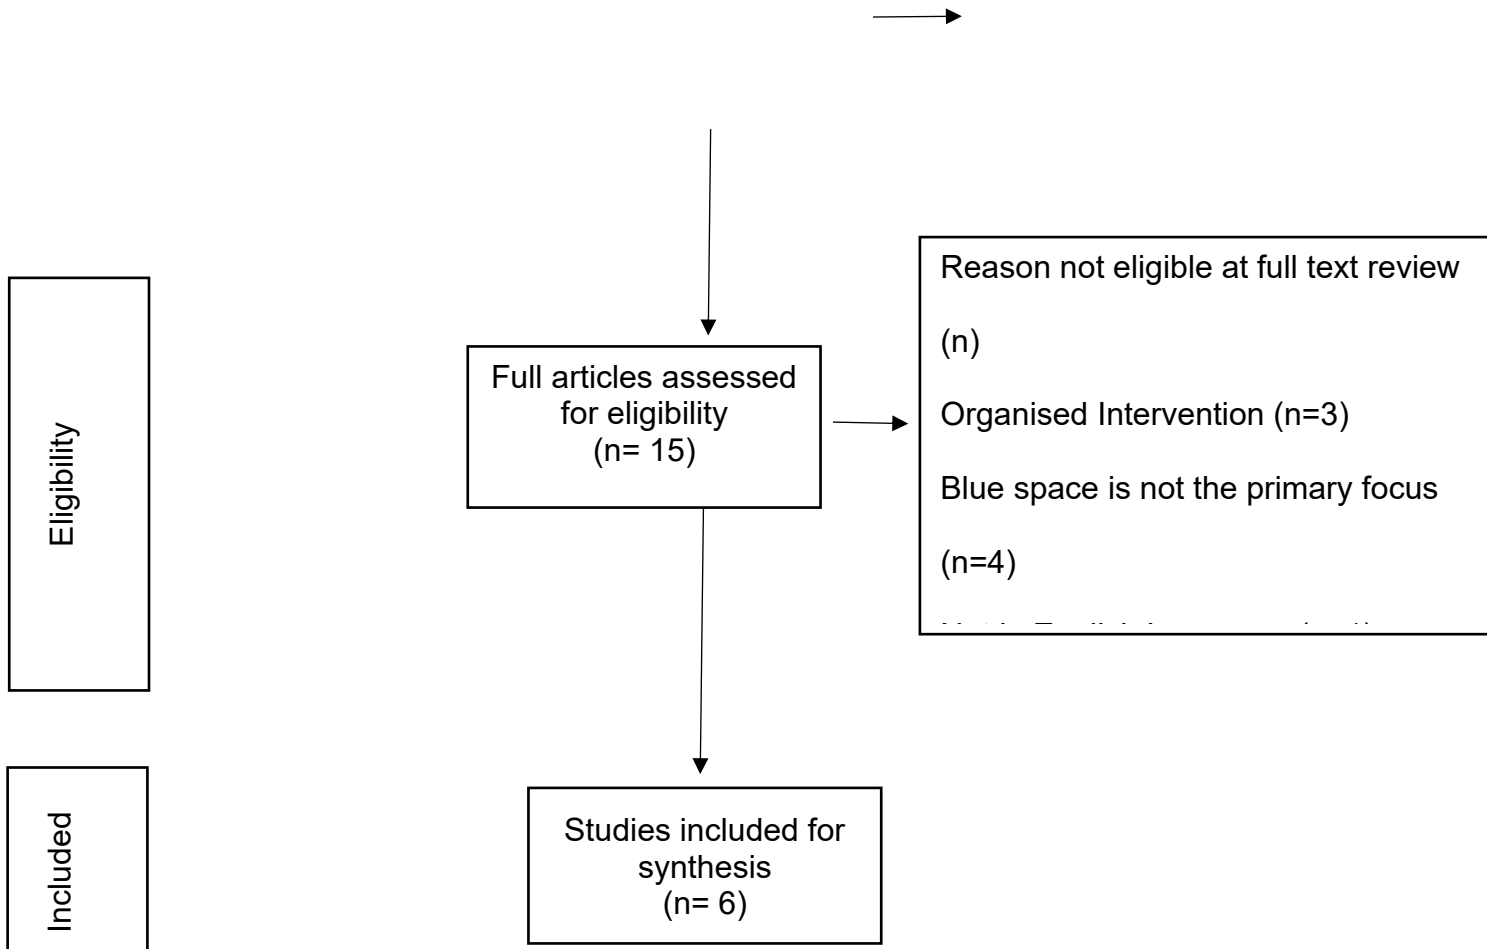 Reason not eligible at full text review
(n)
Organised Intervention (n=3)
Blue space is not the primary focus
(n=4)
Eligibility
Full articles assessed
for eligibility
(n= 15)
Included
Studies included for
synthesis
(n= 6)